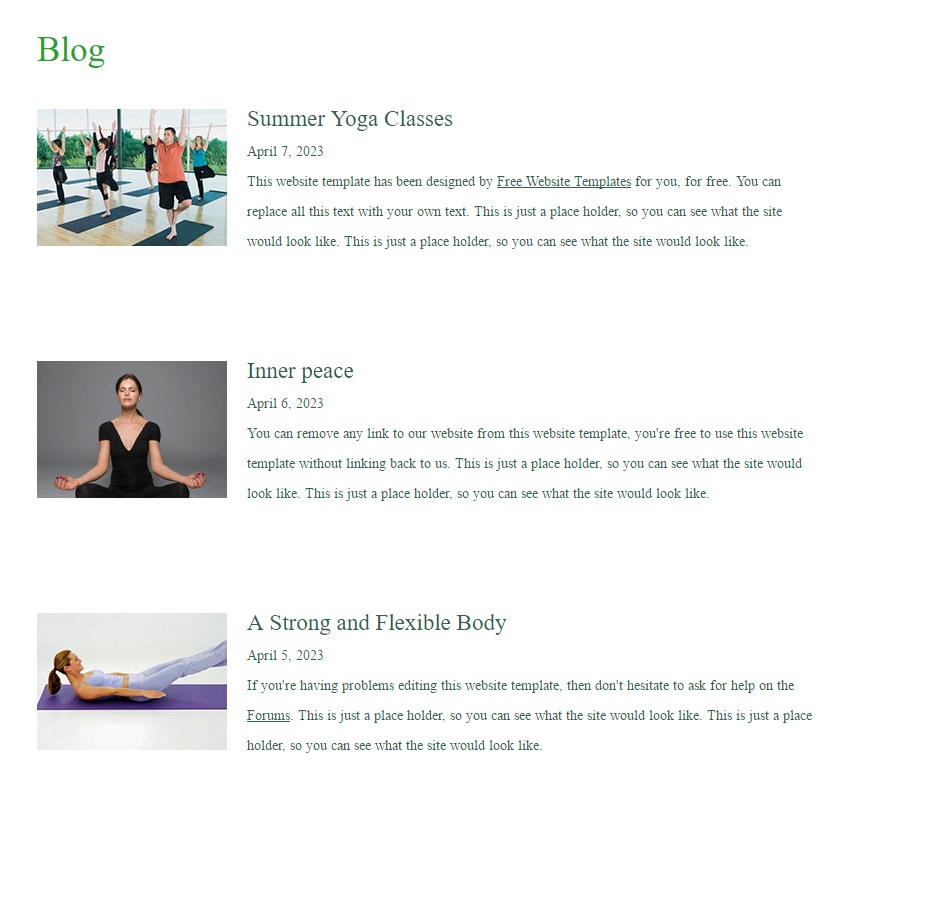 Blog
Summer Yoga Classes
April 7, 2023
This website template has been designed by Free Website Templates for you, for free. You can
replace all this text with your own text. This is just a place holder, so you can see what the site
would look like. This is just a place holder, so you can see what the site would look like.
Inner peace
April 6, 2023
You can remove any link to our website from this website template, you're free to use this website
template without linking back to us. This is just a place holder, so you can see what the site would
look like. This is just a place holder, so you can see what the site would look like.
A Strong and Flexible Body
April 5, 2023
If you're having problems editing this website template, then don't hesitate to ask for help on the
Forums. This is just a place holder, so you can see what the site would look like. This is just a place
holder, so you can see what the site would look like.